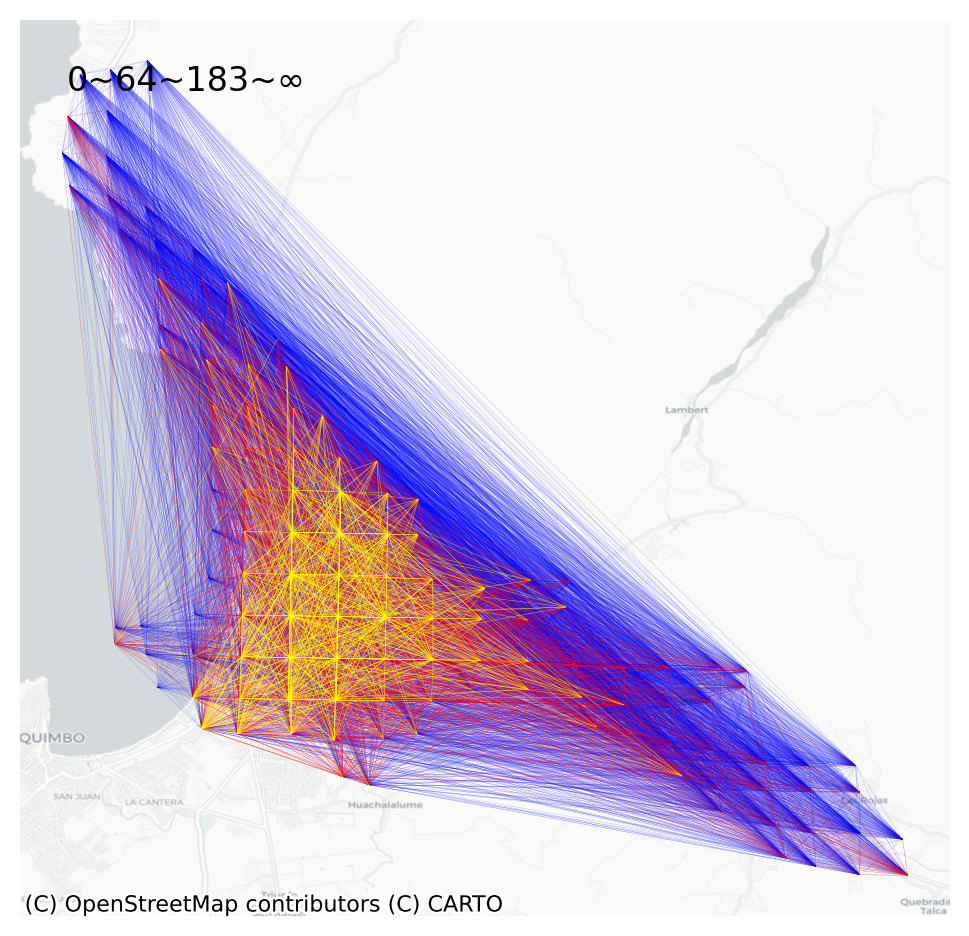 0~64~183~∞
Lambert
QUIMBO
SAN JUAN
LA CANTERA
Huachalalume
Las Rojas
Quebrada
Talca
(C) OpenStreetMap contributors (C) CARTO